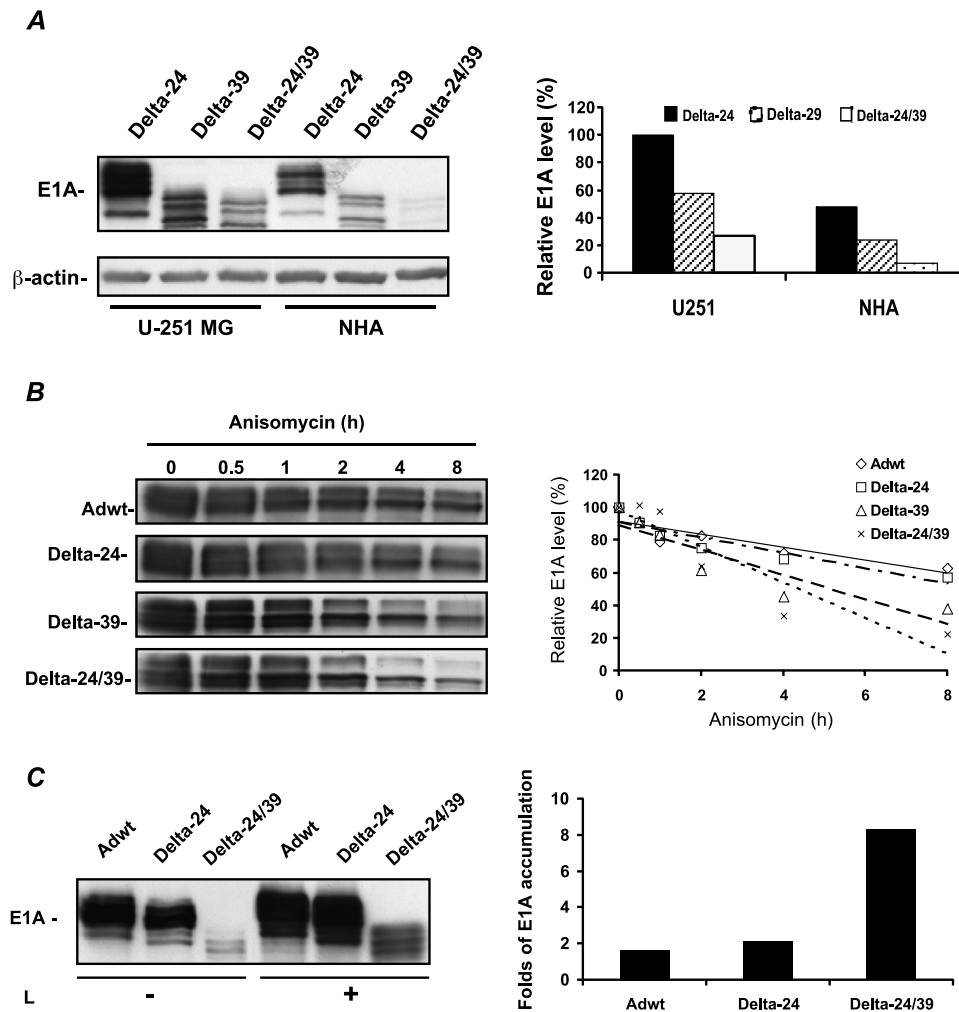 A
Delta-24
Delta-39
Delta-24/39
Delta-24
Delta-39
Delta-24/39
E1A-
β-actin-
U-251 MG
NHA
Relative E1A level (%)
120
100
80
60
40
20
0
Delta-24
Delta-29
Delta-24/39
U251
NHA
B
Anisomycin (h)
0 0.5 1 2 4 8
Adwt-
Delta-24-
Delta-39-
Delta-24/39-
Relative E1A level (%)
120
100
80
60
40
20
0
Adwt
Delta-24
Delta-39
Delta-24/39
0 2 4 6 8
Anisomycin (h)
C
Adwt
Delta-24
Delta-24/39
Adwt
Delta-24
Delta-24/39
E1A -
L - +
Folds of E1A accumulation
10
8
6
4
2
0
Adwt
Delta-24
Delta-24/39